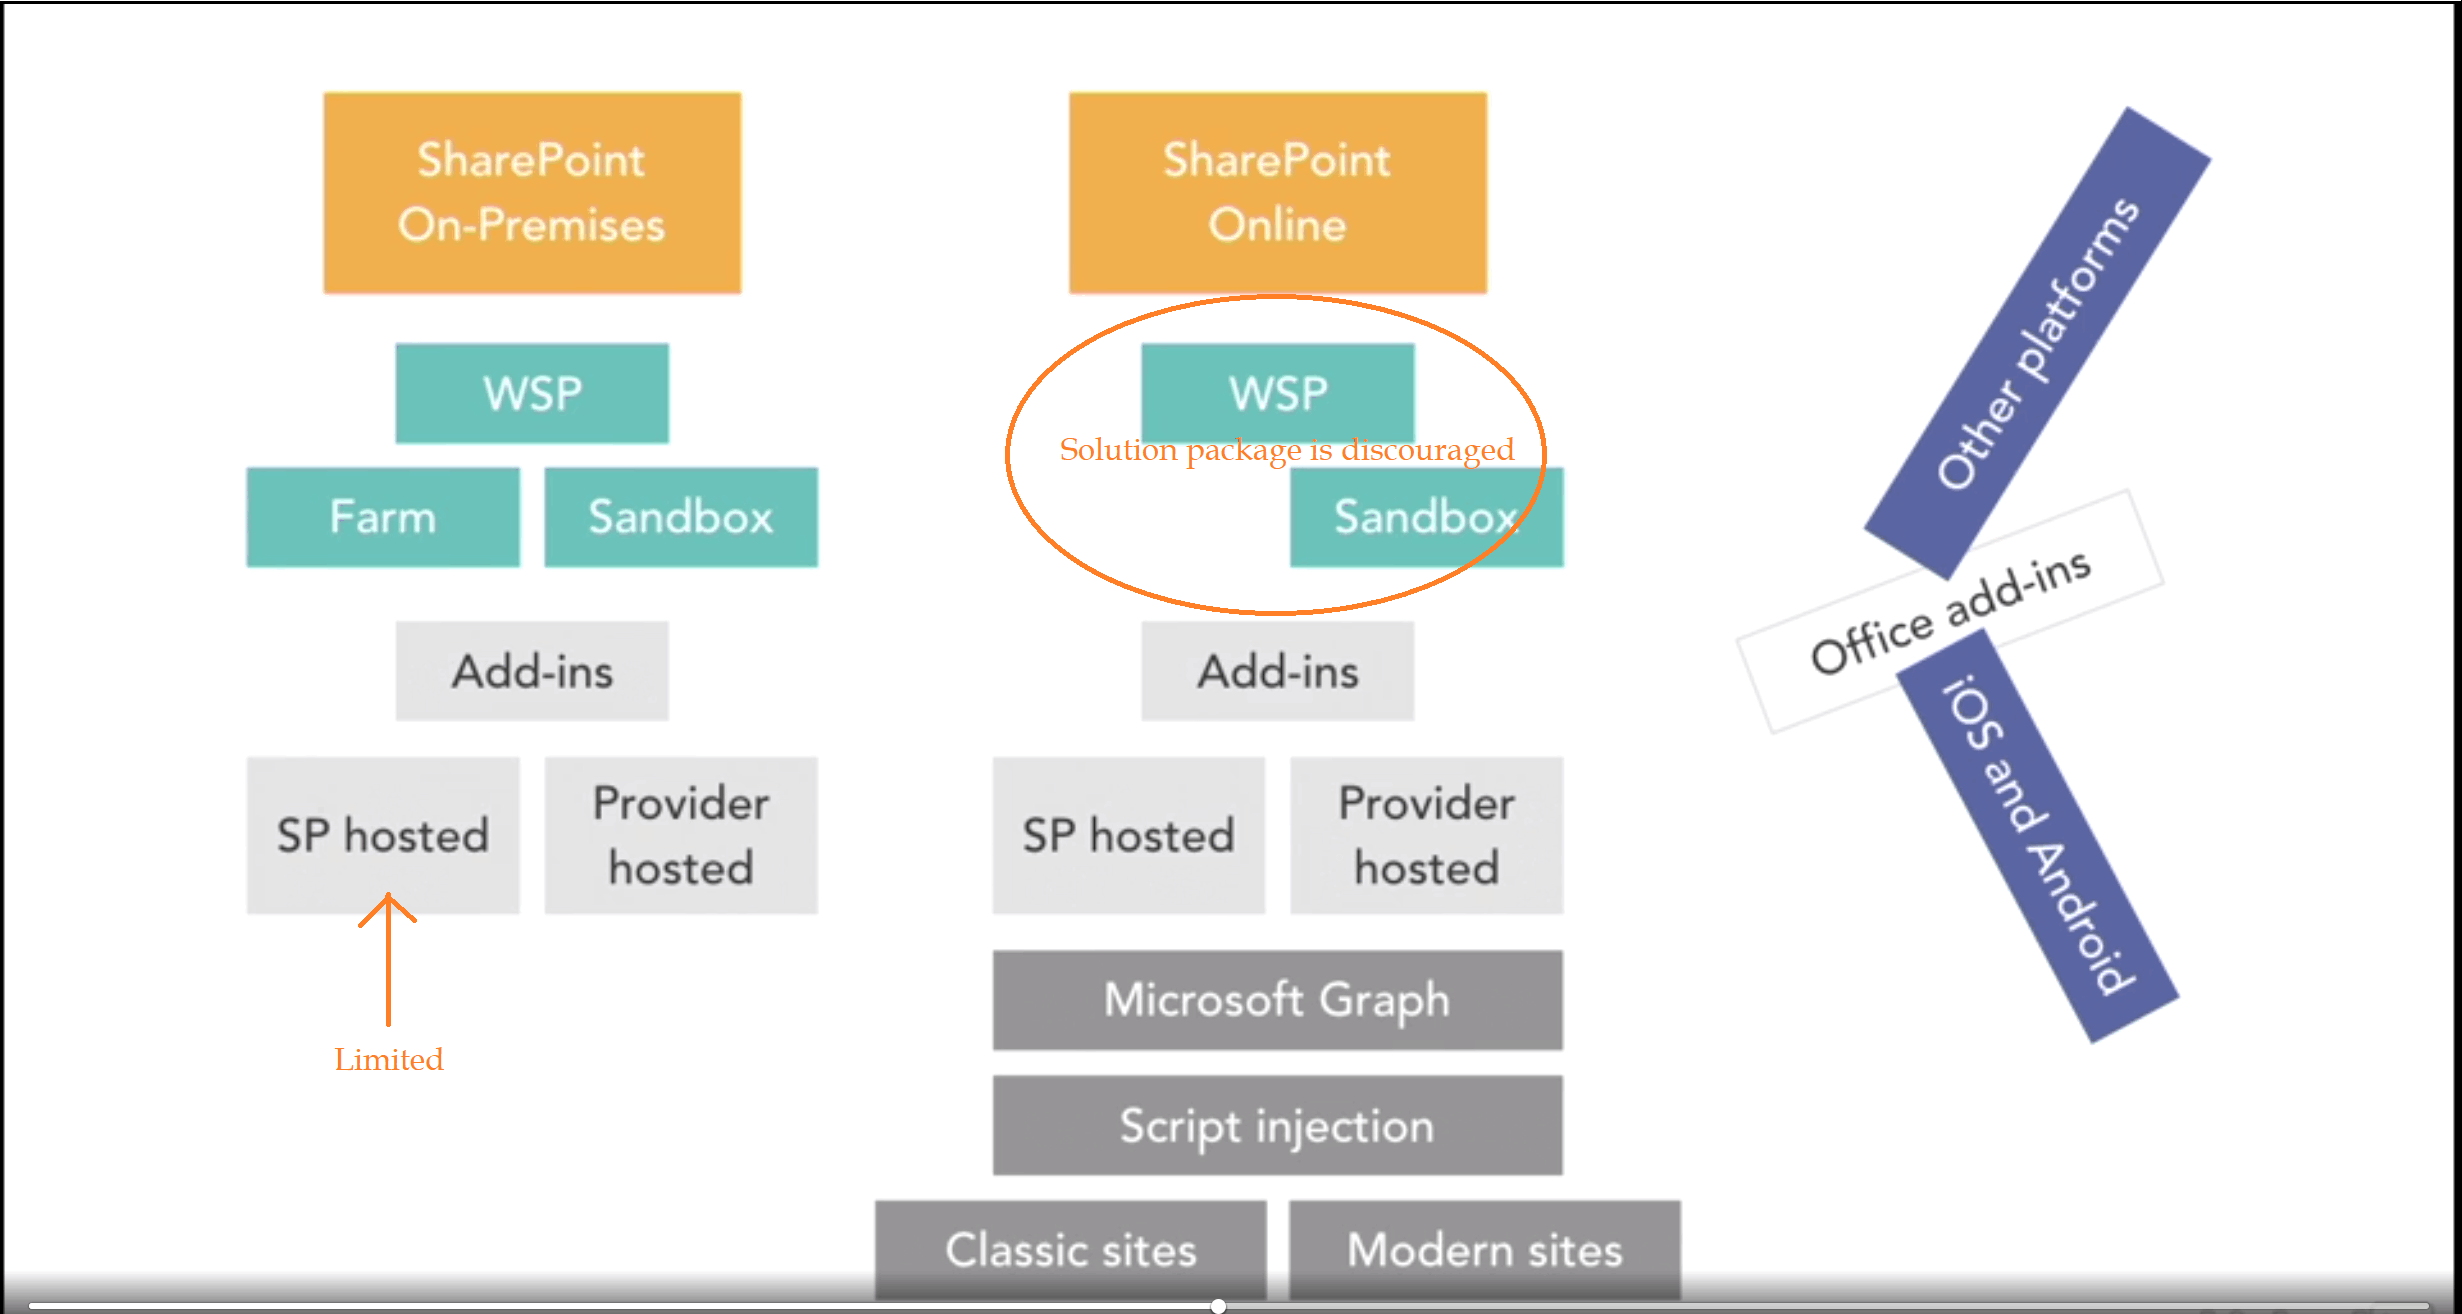 SharePoint
On-Premises
WSP
Farm
Sandbox
Add-ins
SP hosted
Provider
hosted
Limited
SharePoint
Online
WSP
Solution package is discouraged
Sandbox
Add-ins
SP hosted
Provider
hosted
Microsoft Graph
Script injection
Classic sites
Modern sites
Other platforms
Office add-ins
iOS and Android